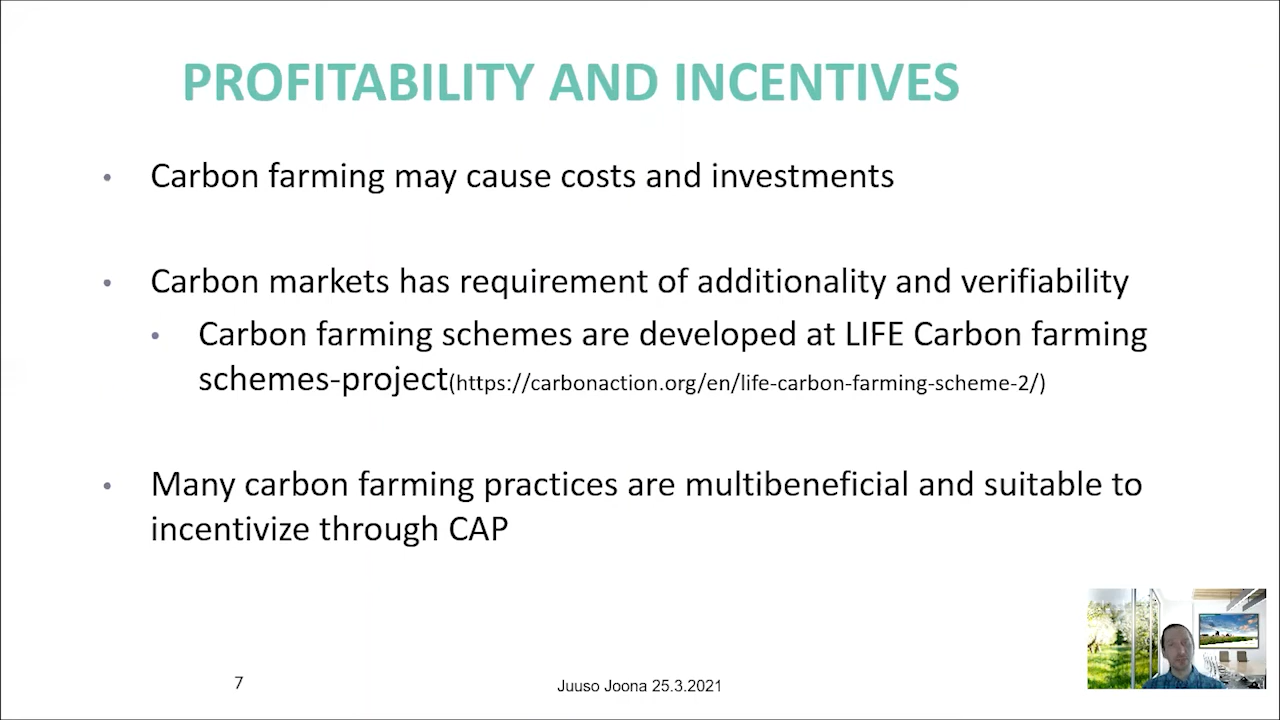 PROFITABILITY AND INCENTIVES
• Carbon farming may cause costs and investments
• Carbon markets has requirement of additionality and verifiability
• Carbon farming schemes are developed at LIFE Carbon farming
schemes-project(https://carbonaction.org/en/life-carbon-farming-scheme-2/)
• Many carbon farming practices are multibeneficial and suitable to
incentivize through CAP
7
Juuso Joona 25.3.2021